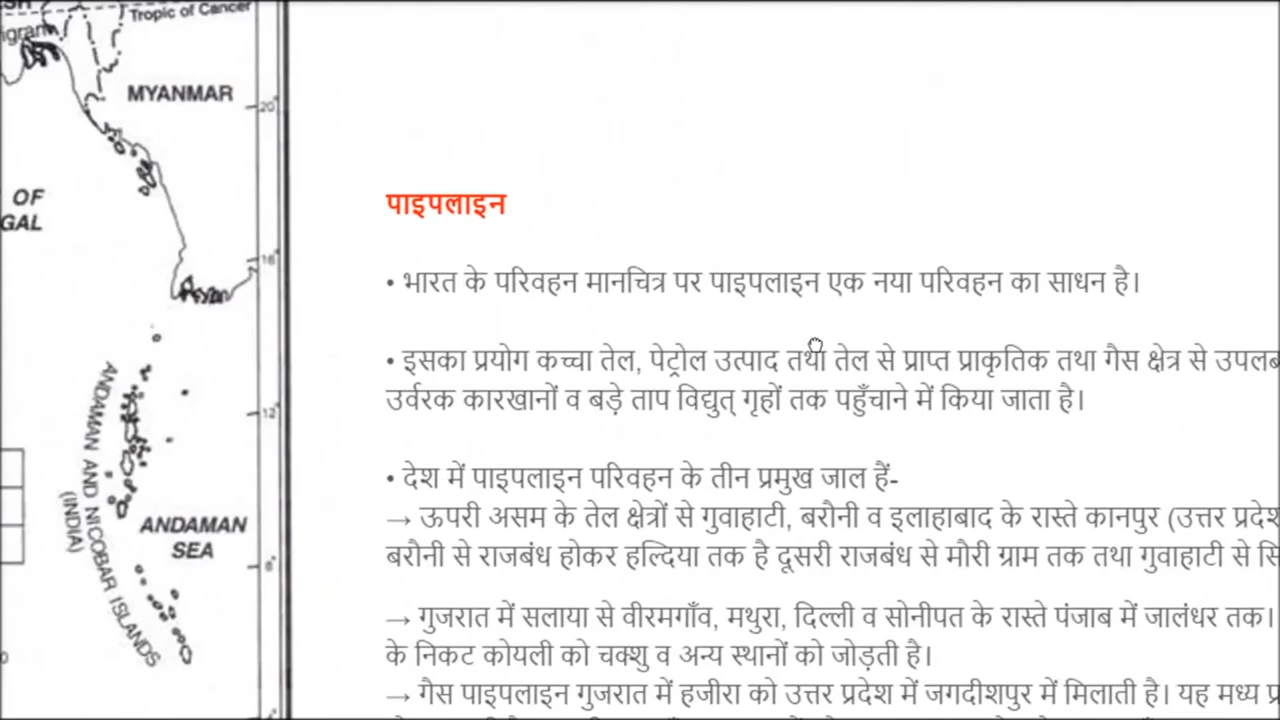 Tropic of Cancer
MYANMAR
20°
OF
16°
12°
ANDAMAN AND NICOBAR ISLANDS
(INDIA)
ANDAMAN
SEA
8°
पाइपलाइन
• भारत के परिवहन मानचित्र पर पाइपलाइन एक नया परिवहन का साधन है।
• इसका प्रयोग कच्चा तेल, पेट्रोल उत्पाद तथा तेल से प्राप्त प्राकृतिक तथा गैस क्षेत्र से
उर्वरक कारखानों व बड़े ताप विद्युत् गृहों तक पहुँचाने में किया जाता है।
• देश में पाइपलाइन परिवहन के तीन प्रमुख जाल हैं-
→ ऊपरी असम के तेल क्षेत्रों से गुवाहाटी, बरौनी व इलाहाबाद के रास्ते कानपुर (उत्तर
बरौनी से राजबंध होकर हल्दिया तक है दूसरी राजबंध से मौरी ग्राम तक तथा गुवाहाटी से
→ गुजरात में सलाया से वीरमगाँव, मथुरा, दिल्ली व सोनीपत के रास्ते पंजाब में जालंधर तक।
के निकट कोयली को चक्शु व अन्य स्थानों को जोड़ती है।
→ गैस पाइपलाइन गुजरात में हजीरा को उत्तर प्रदेश में जगदीशपुर में मिलाती है। यह मध्य